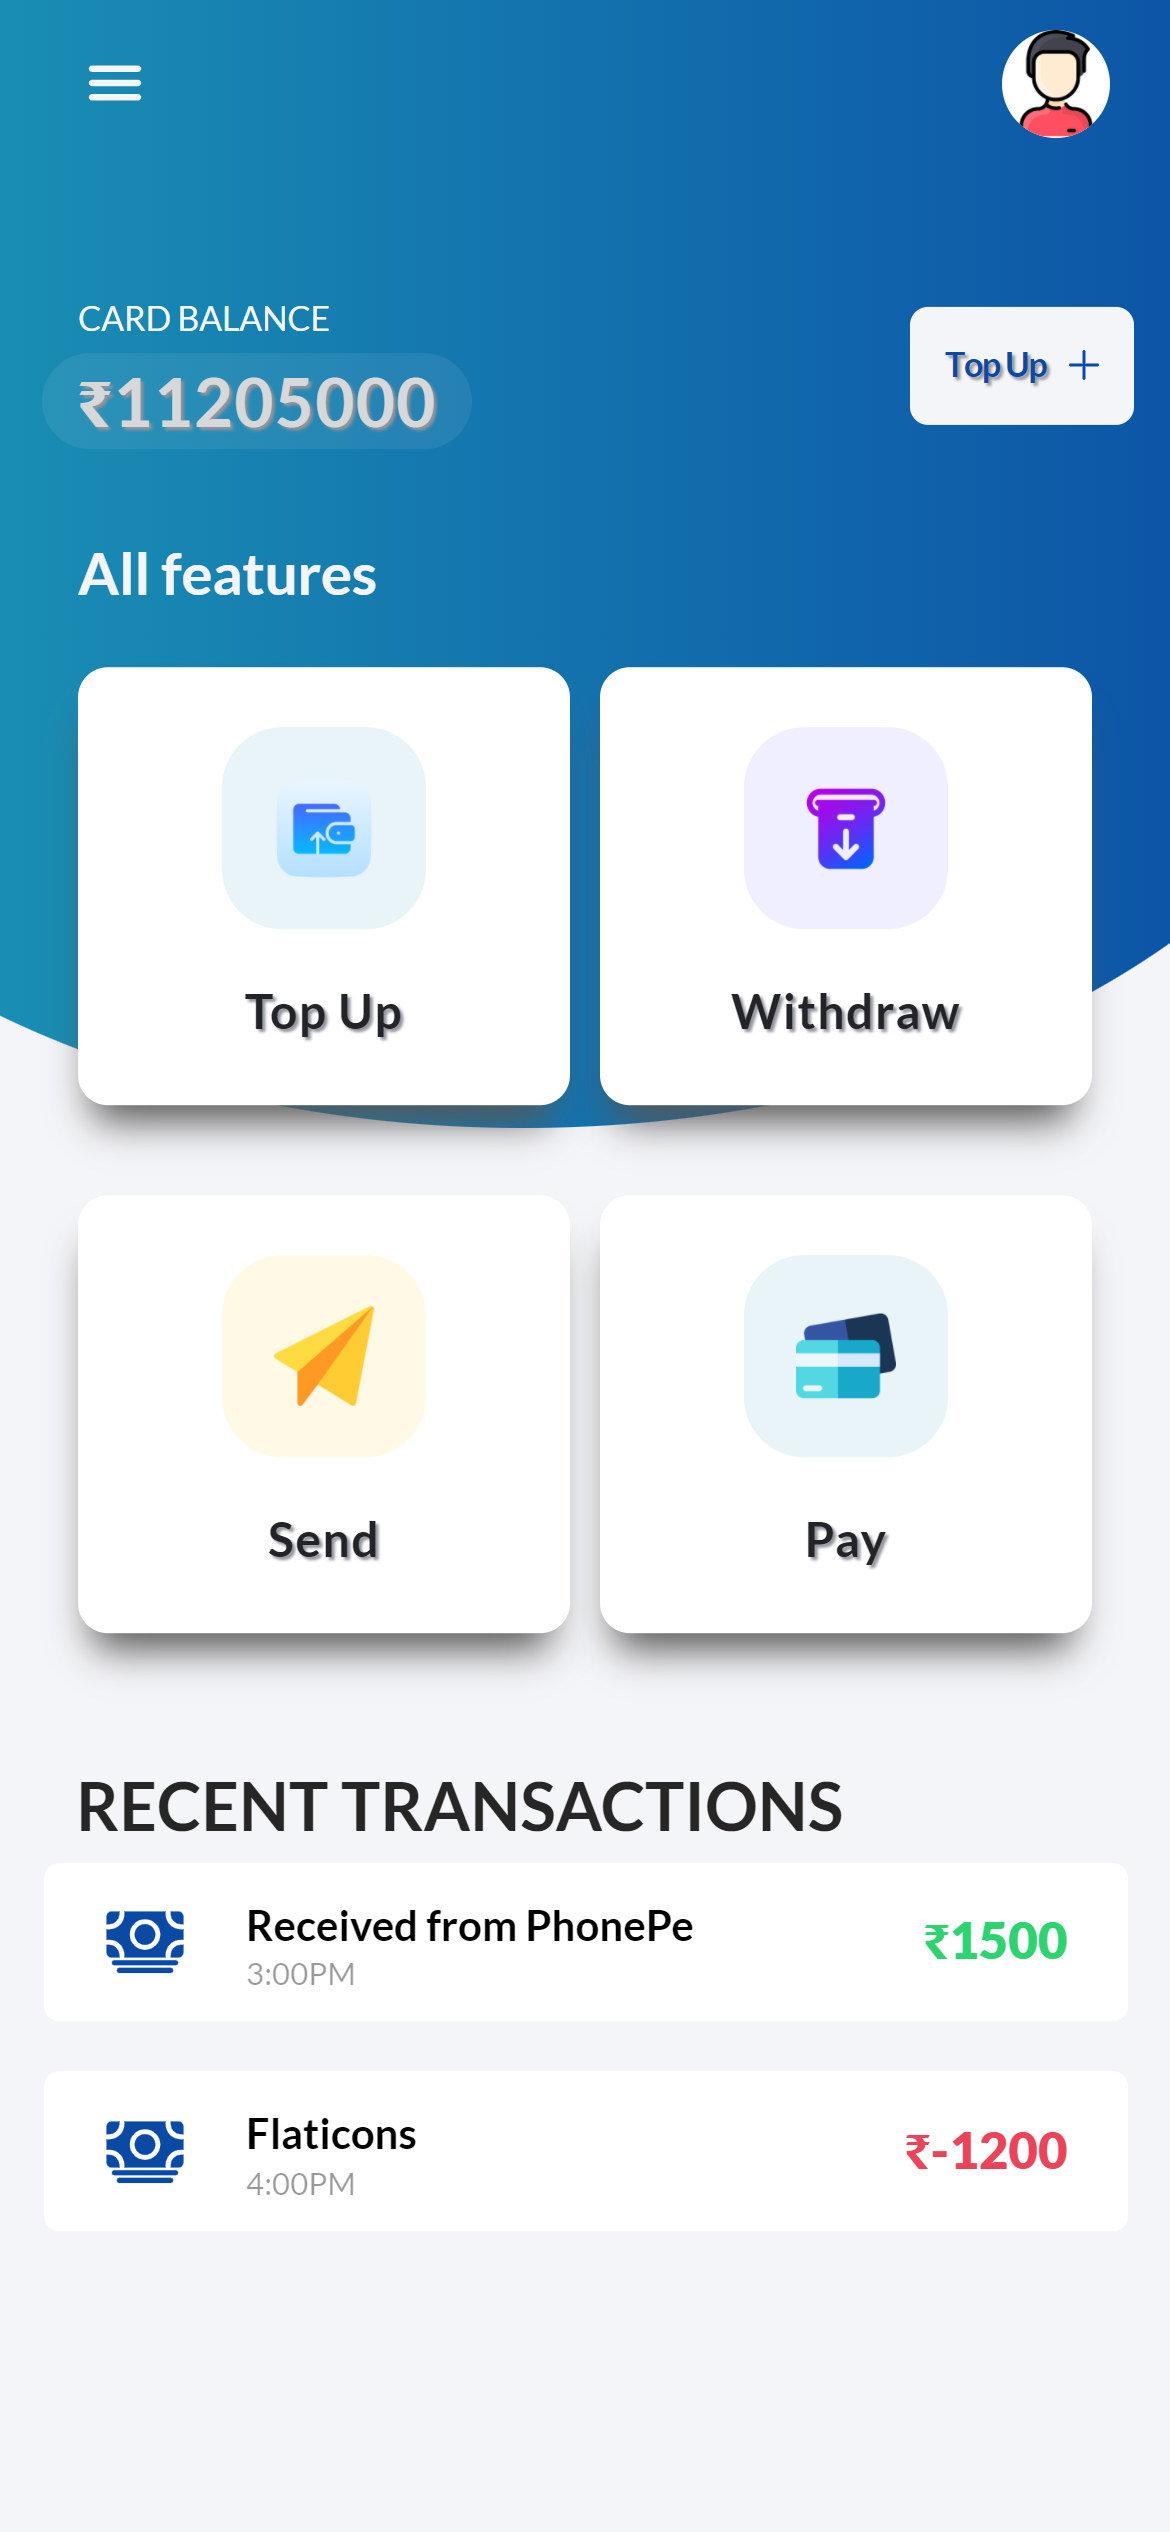 CARD BALANCE
₹11205000
Top Up +
All features
Top Up
Withdraw
Send
Pay
RECENT TRANSACTIONS
Received from PhonePe
3:00PM
₹1500
Flaticons
4:00PM
₹-1200